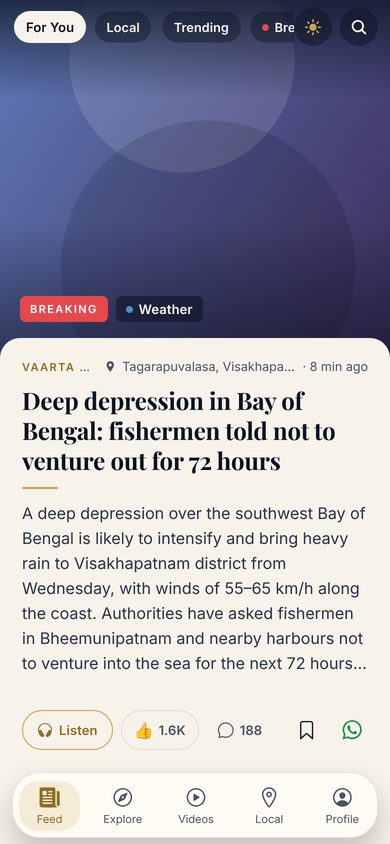 For You Local Trending Bre
BREAKING Weather
VAARTA ... Tagarapuvalasa, Visakhapa... · 8 min ago
Deep depression in Bay of
Bengal: fishermen told not to
venture out for 72 hours
A deep depression over the southwest Bay of
Bengal is likely to intensify and bring heavy
rain to Visakhapatnam district from
Wednesday, with winds of 55–65 km/h along
the coast. Authorities have asked fishermen
in Bheemunipatnam and nearby harbours not
to venture into the sea for the next 72 hours...
Listen 👍 1.6K 188
Feed Explore Videos Local Profile